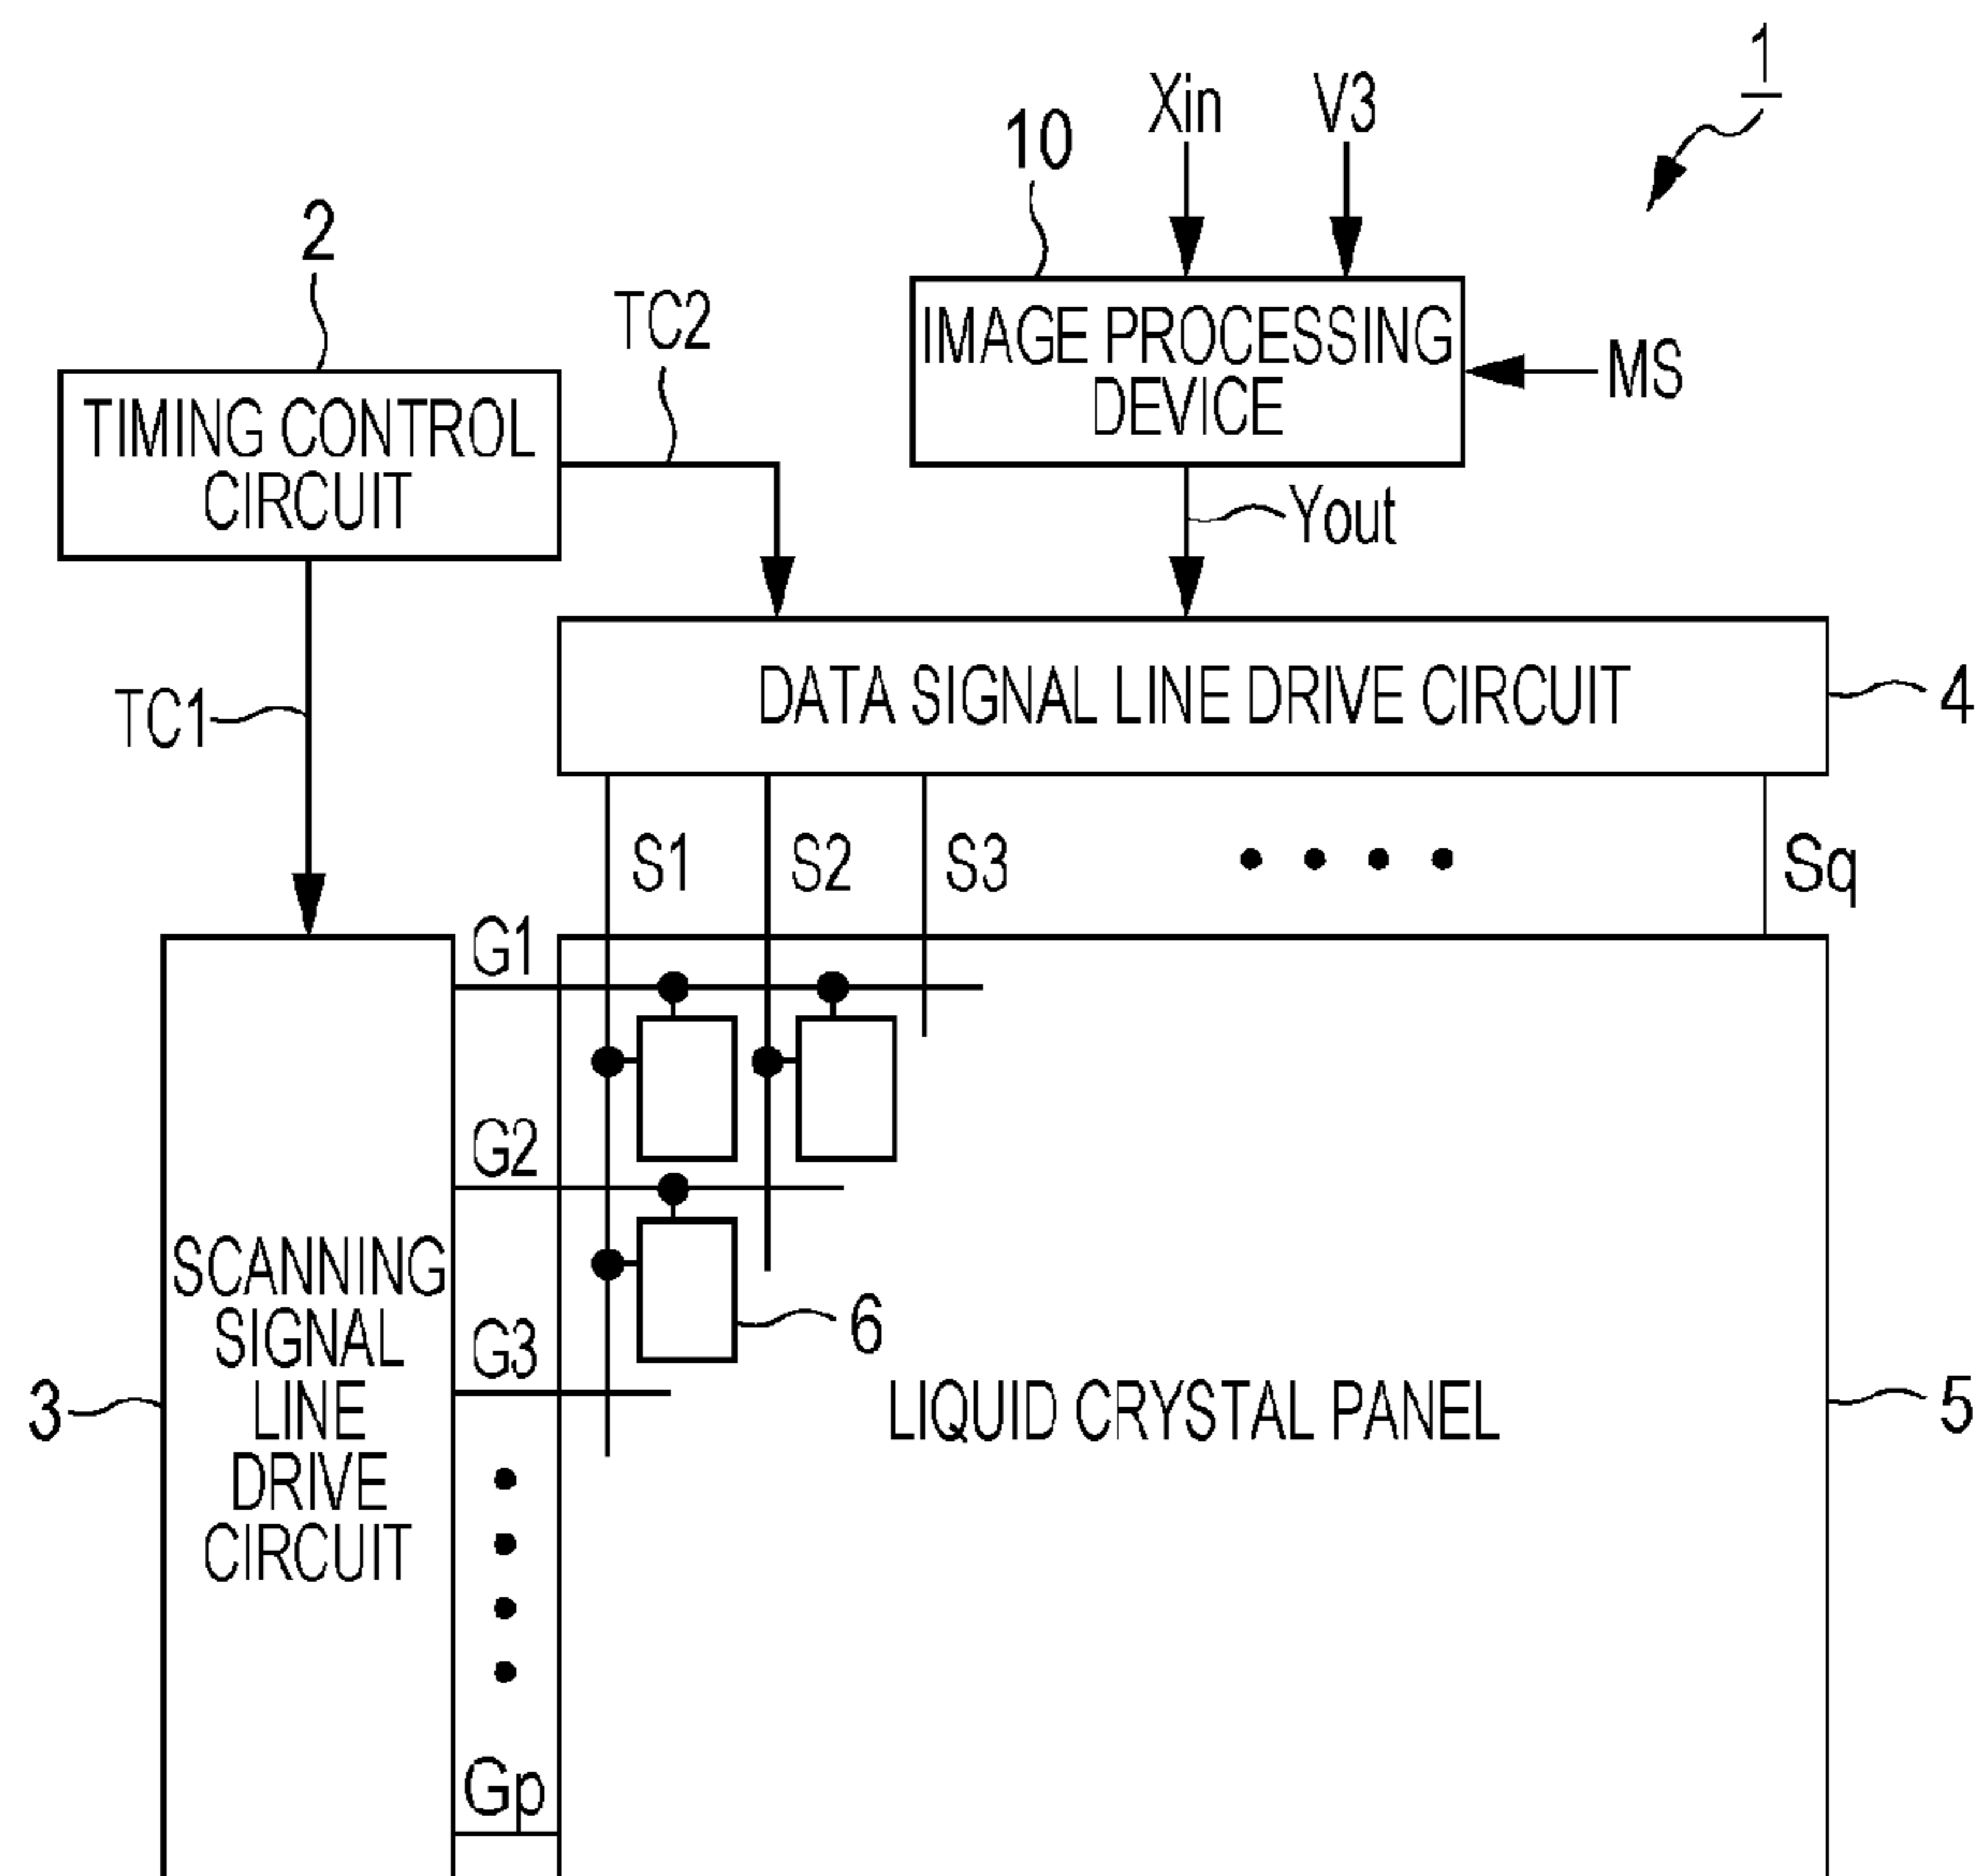 1
Xin
V3
10
2
TC2
IMAGE PROCESSING
DEVICE
MS
TIMING CONTROL
CIRCUIT
Yout
TC1
DATA SIGNAL LINE DRIVE CIRCUIT
4
S1
S2
S3
Sq
G1
G2
G3
6
SCANNING
SIGNAL
LINE
DRIVE
CIRCUIT
3
LIQUID CRYSTAL PANEL
5
Gp